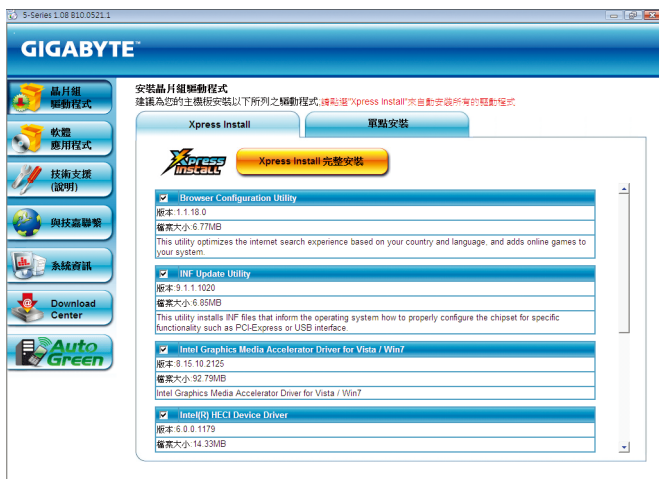 5-Series 1.08 B10.0521.1
GIGABYTE™
晶片組
驅動程式
軟體
應用程式
技術支援
(說明)
與技嘉聯繫
系統資訊
Download
Center
Auto
Green
安裝晶片組驅動程式
建議為您的主機板安裝以下所列之驅動程式,請點選"Xpress Install"來自動安裝所有的驅動程式
Xpress Install
單點安裝
Xpress
INSTALL
Xpress Install 完整安裝
Browser Configuration Utility
版本:1.1.18.0
檔案大小:6.77MB
This utility optimizes the internet search experience based on your country and language, and adds online games to
your system.
INF Update Utility
版本:9.1.1.1020
檔案大小:6.85MB
This utility installs INF files that inform the operating system how to properly configure the chipset for specific
functionality such as PCI-Express or USB interface.
Intel Graphics Media Accelerator Driver for Vista / Win7
版本:8.15.10.2125
檔案大小:92.79MB
Intel Graphics Media Accelerator Driver for Vista / Win7
Intel(R) HECI Device Driver
版本:6.0.0.1179
檔案大小:14.33MB